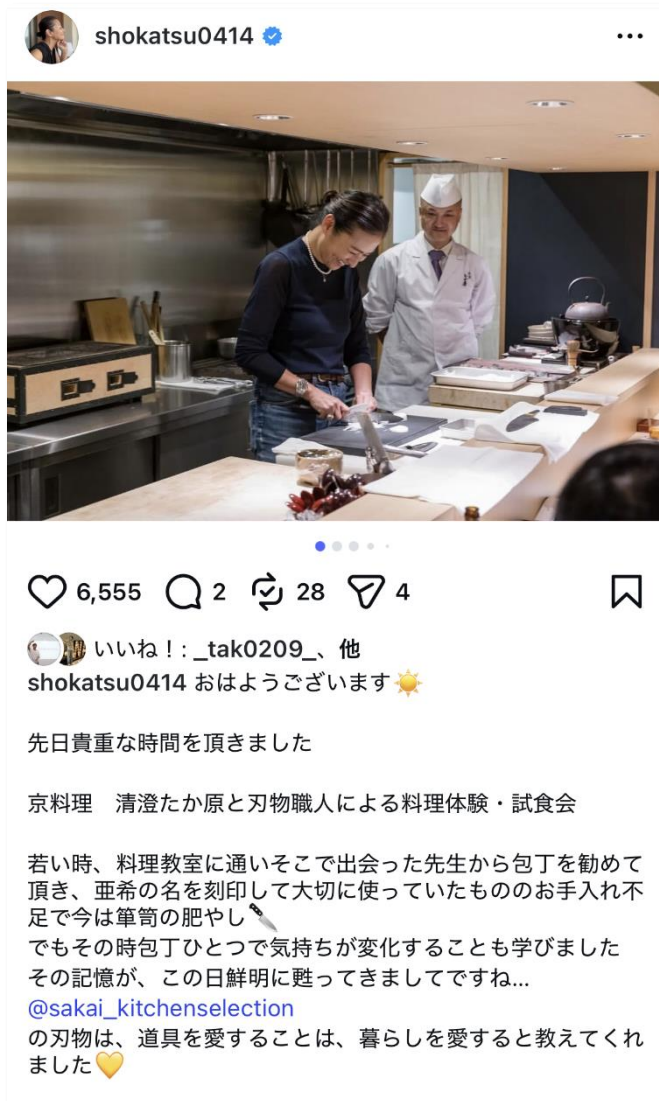 shokatsu0414
6,555
2
28
4
いいね！: _tak0209_、他
shokatsu0414 おはようございます☀️
先日貴重な時間を頂きました
京料理　清澄たか原と刃物職人による料理体験・試食会
若い時、料理教室に通いそこで出会った先生から包丁を勧めて
頂き、亜希の名を刻印して大切に使っていたもののお手入れ不
足で今は箪笥の肥やし🔪
でもその時包丁ひとつで気持ちが変化することも学びました
その記憶が、この日鮮明に甦ってきましてですね...
@sakai_kitchenselection
の刃物は、道具を愛することは、暮らしを愛すると教えてくれ
ました💛